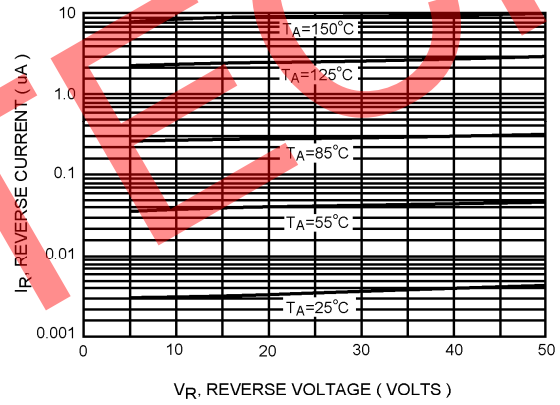 10
1.0
0.1
0.01
0.001
IR, REVERSE CURRENT ( uA )
TA=150°C
TA=125°C
TA=85°C
TA=55°C
TA=25°C
0 10 20 30 40 50
VR, REVERSE VOLTAGE ( VOLTS )